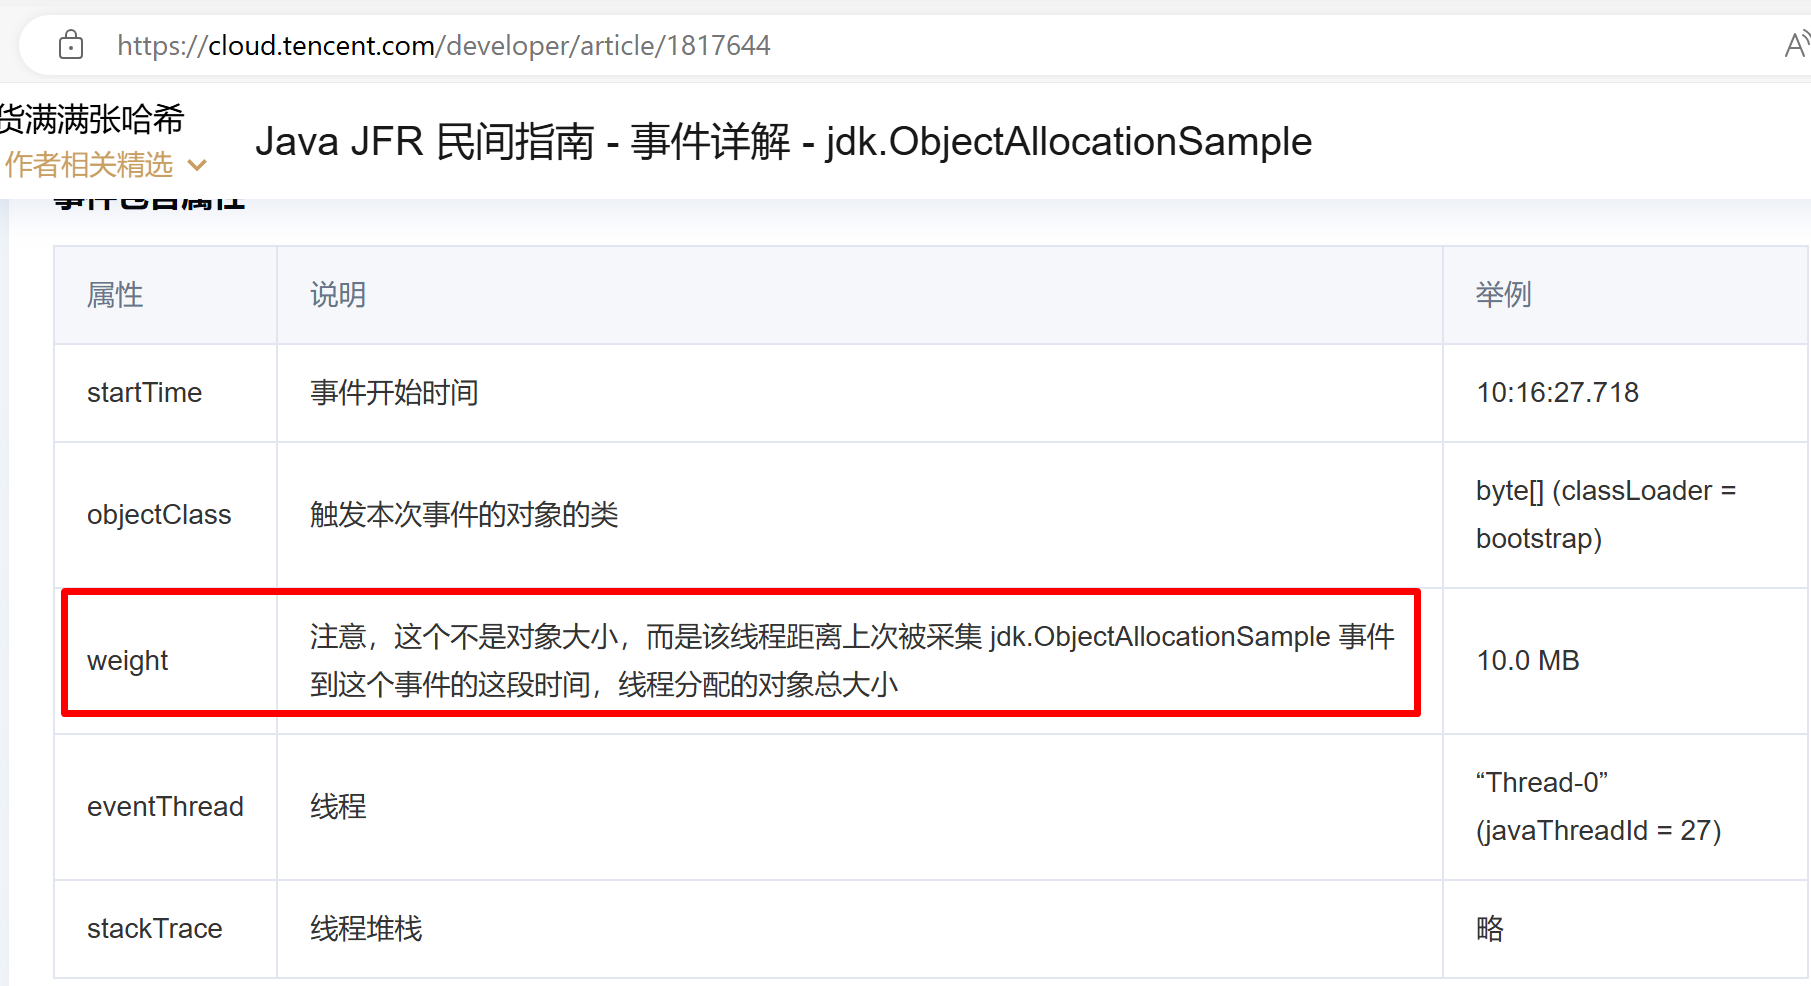 https://cloud.tencent.com/developer/article/1817644
货满满张哈希
作者相关精选
Java JFR 民间指南 - 事件详解 - jdk.ObjectAllocationSample
属性 说明 举例
startTime 事件开始时间 10:16:27.718
objectClass 触发本次事件的对象的类 byte[] (classLoader =
bootstrap)
weight 注意，这个不是对象大小，而是该线程距离上次被采集 jdk.ObjectAllocationSample 事件
到这个事件的这段时间，线程分配的对象总大小 10.0 MB
eventThread 线程 “Thread-0”
(javaThreadId = 27)
stackTrace 线程堆栈 略